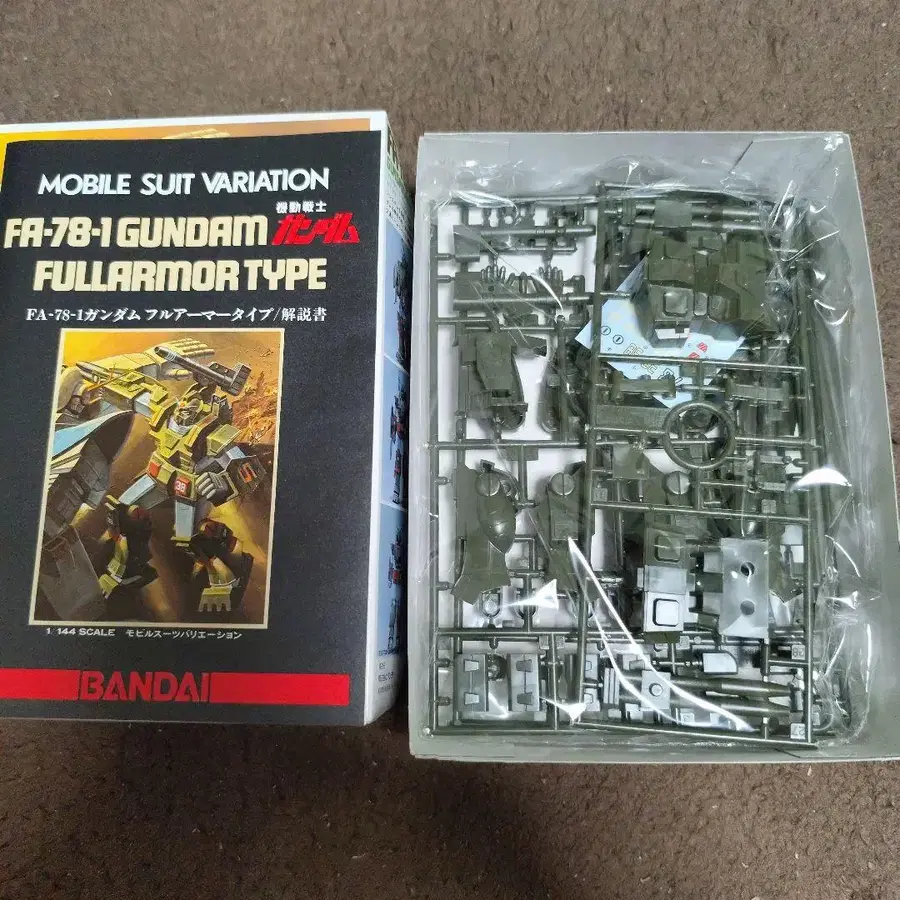 MOBILE SUIT VARIATION
機動戦士
FA-78-1 GUNDAM ガンダム
FULLARMOR TYPE
FA-78-1ガンダム フルアーマータイプ/解説書
38
1/144 SCALE モビルスーツバリエーション
BANDAI